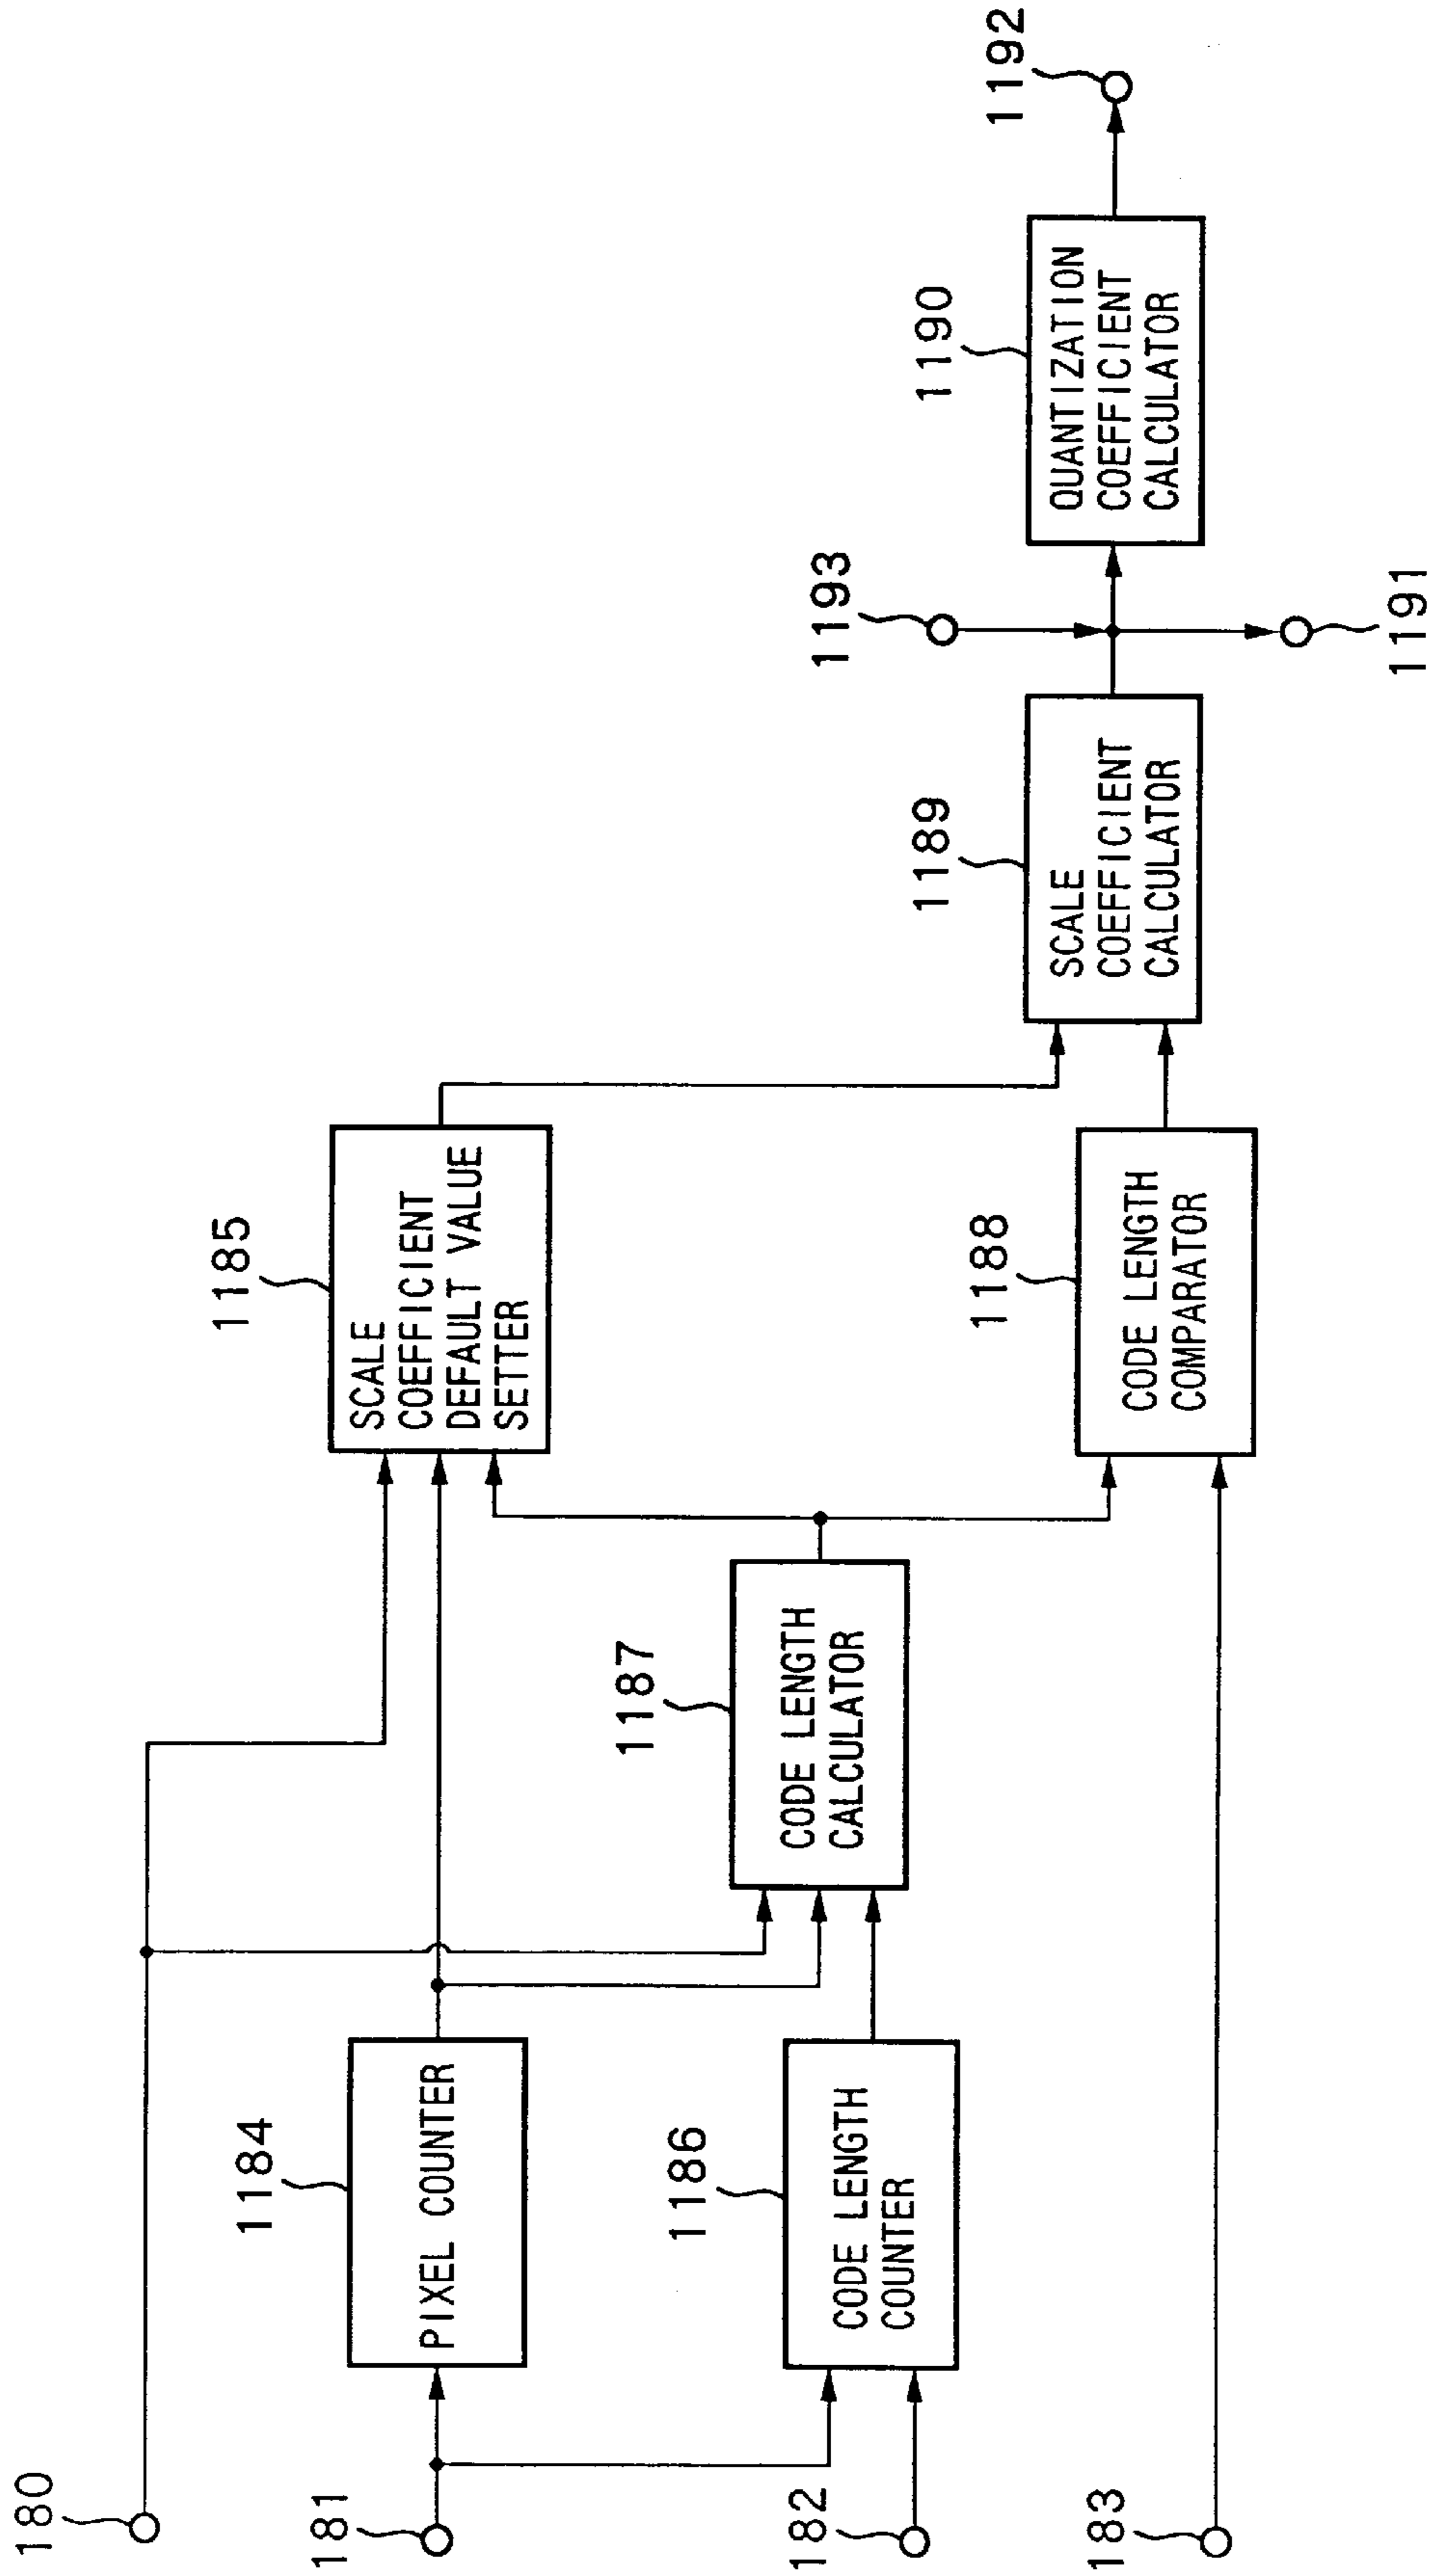 180
181
182
183
1184
PIXEL COUNTER
1186
CODE LENGTH
COUNTER
1187
CODE LENGTH
CALCULATOR
1185
SCALE
COEFFICIENT
DEFAULT VALUE
SETTER
1188
CODE LENGTH
COMPARATOR
1189
SCALE
COEFFICIENT
CALCULATOR
1193
1191
1190
QUANTIZATION
COEFFICIENT
CALCULATOR
1192